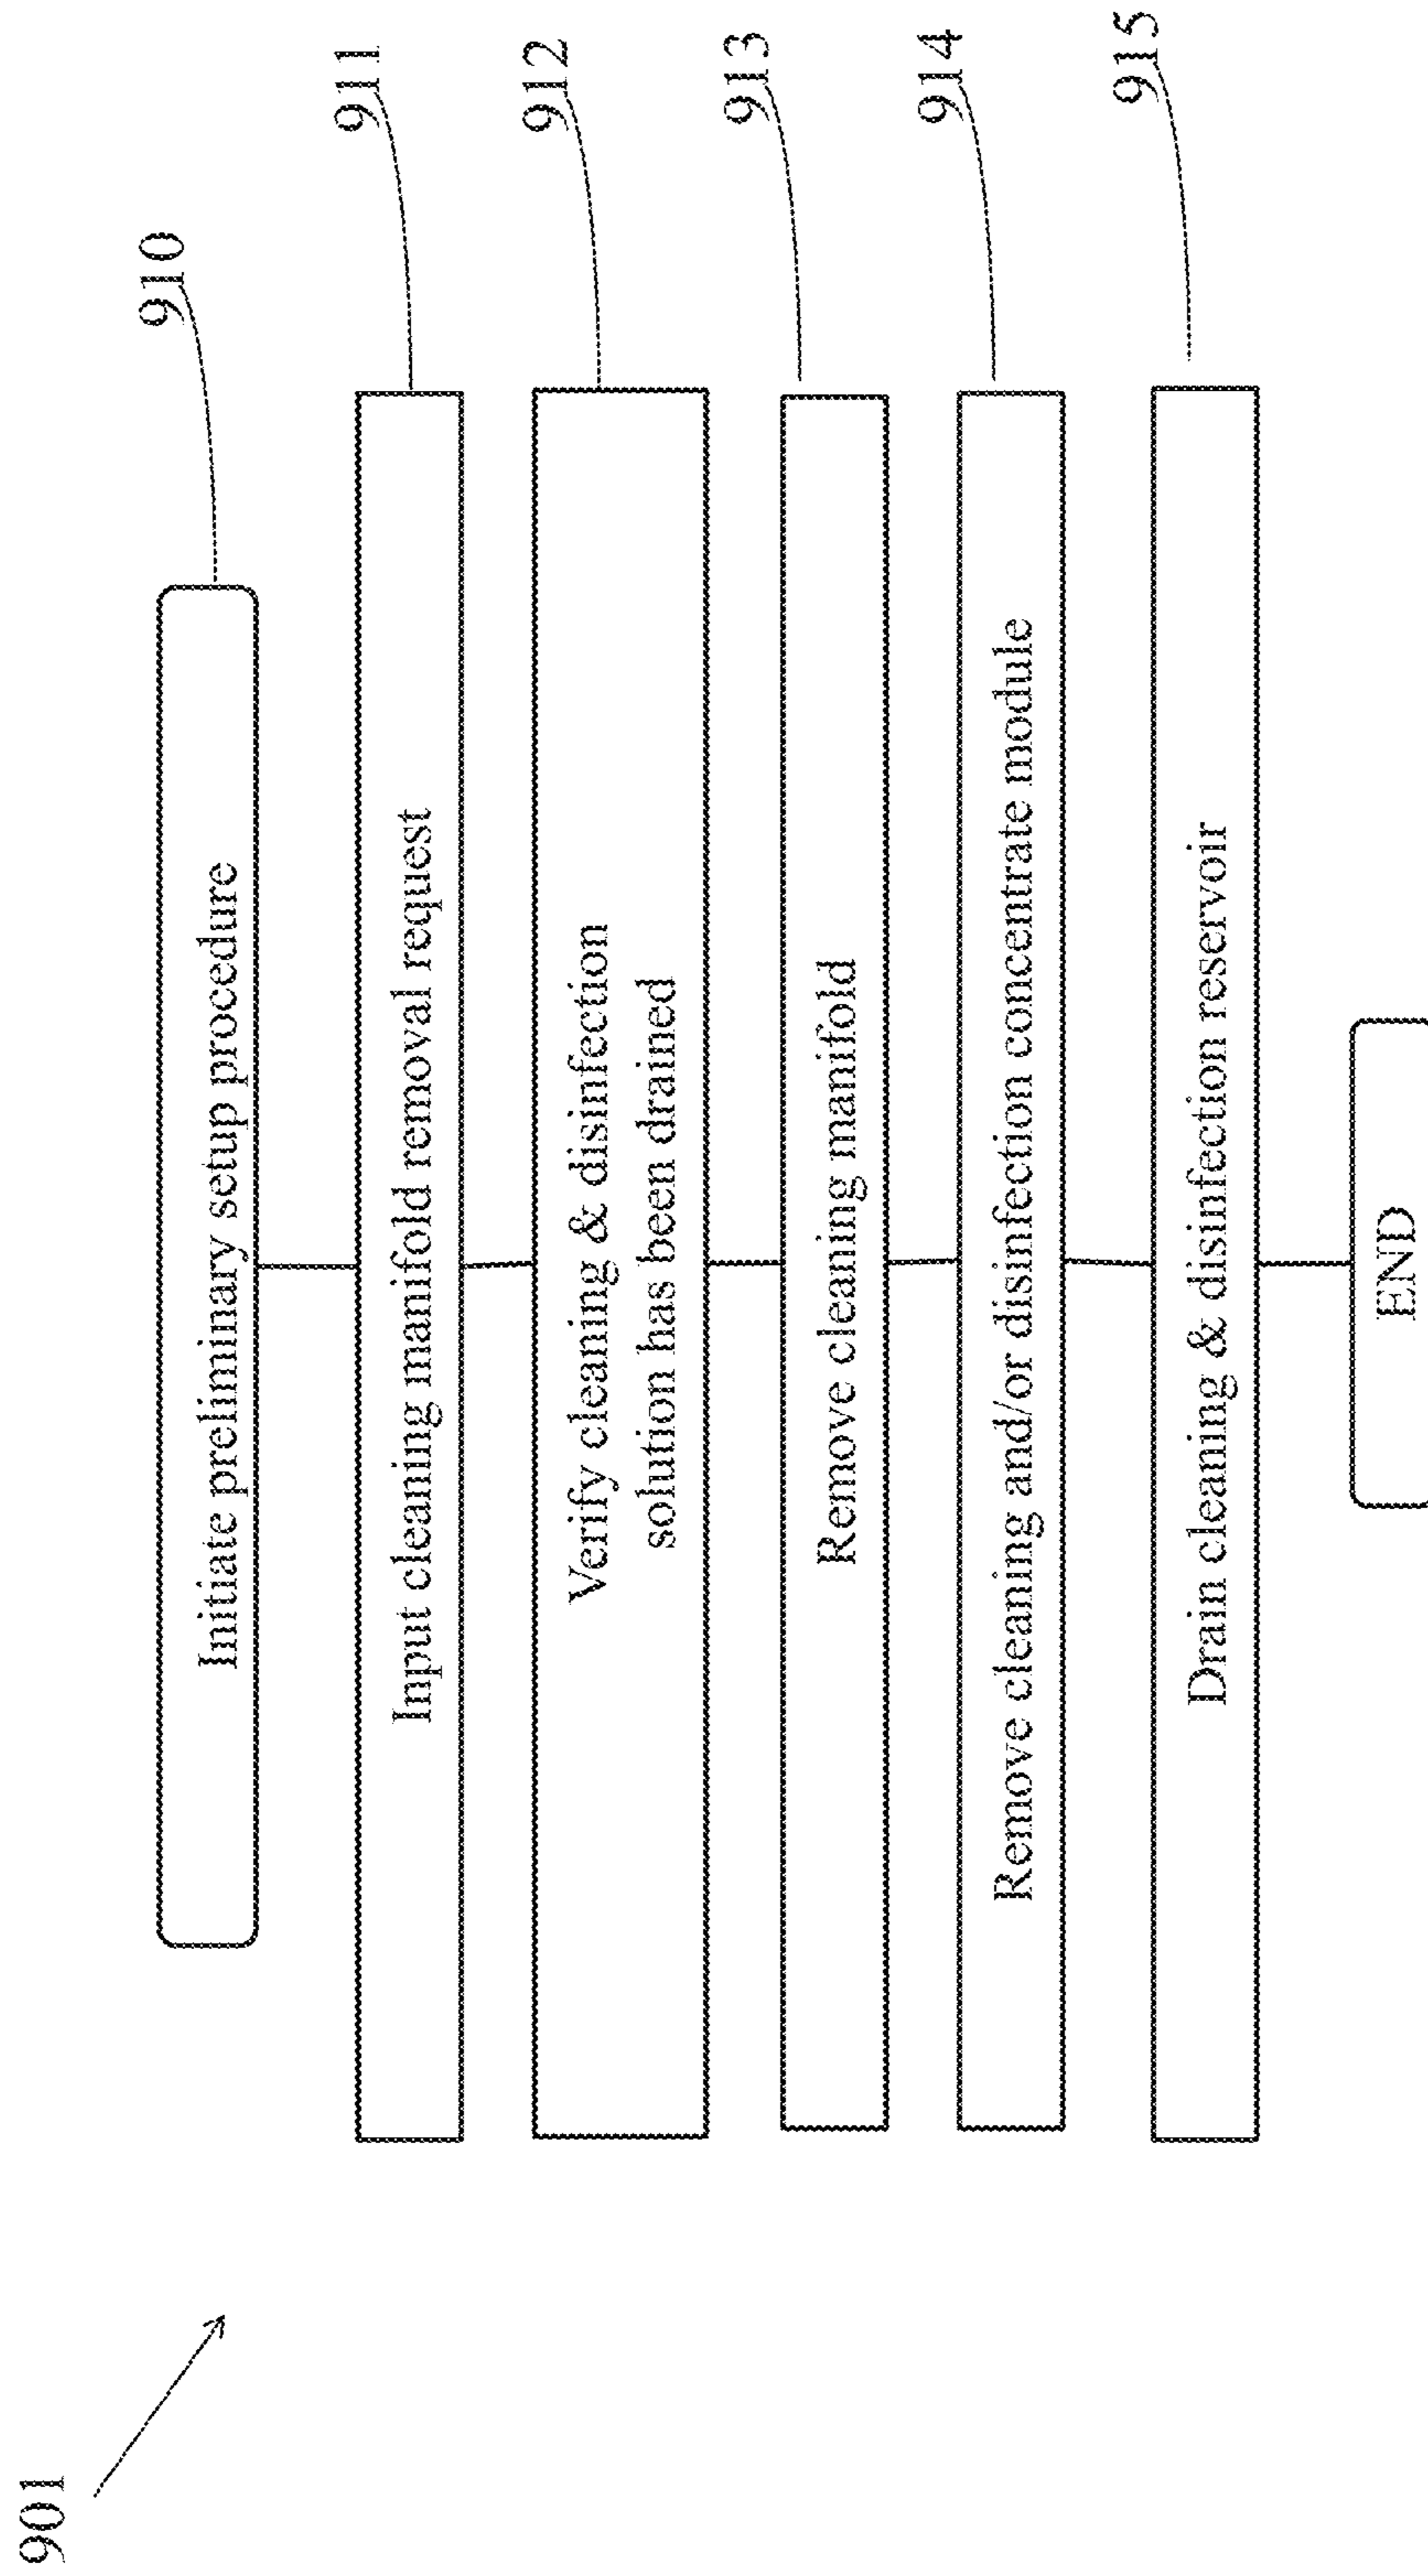 901
910
Initiate preliminary setup procedure
911
Input cleaning manifold removal request
912
Verify cleaning & disinfection
solution has been drained
913
Remove cleaning manifold
914
Remove cleaning and/or disinfection concentrate module
915
Drain cleaning & disinfection reservoir
END